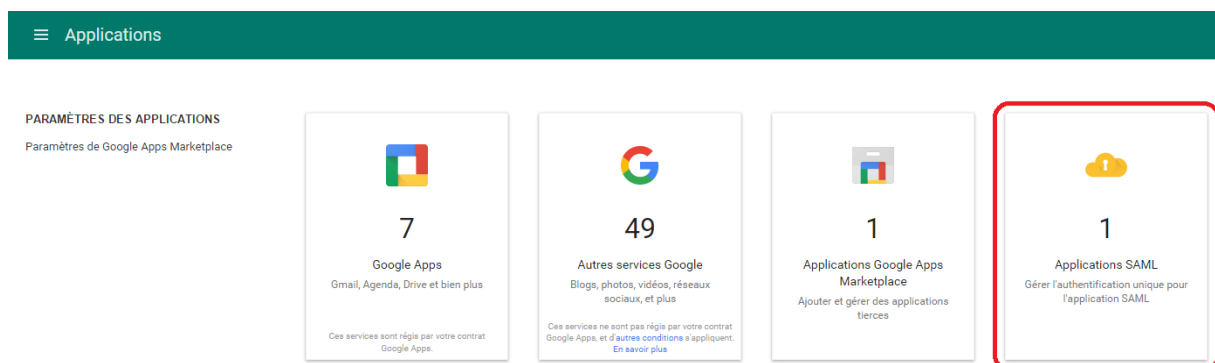 Applications
PARAMÈTRES DES APPLICATIONS
Paramètres de Google Apps Marketplace
7
Google Apps
Gmail, Agenda, Drive et bien plus
Ces services sont régis par votre contrat
Google Apps.
49
Autres services Google
Blogs, photos, vidéos, réseaux
sociaux, et plus
Ces services ne sont pas régis par votre contrat
Google Apps, et d'autres conditions s'appliquent.
En savoir plus
1
Applications Google Apps
Marketplace
Ajouter et gérer des applications
tierces
1
Applications SAML
Gérer l'authentification unique pour
l'application SAML